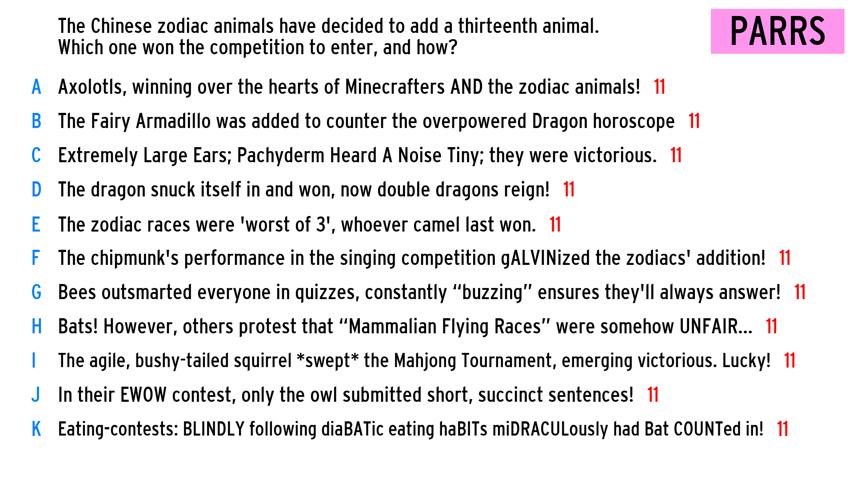 The Chinese zodiac animals have decided to add a thirteenth animal.
Which one won the competition to enter, and how?
PARRS
A Axolotls, winning over the hearts of Minecrafters AND the zodiac animals! 11
B The Fairy Armadillo was added to counter the overpowered Dragon horoscope 11
C Extremely Large Ears; Pachyderm Heard A Noise Tiny; they were victorious. 11
D The dragon snuck itself in and won, now double dragons reign! 11
E The zodiac races were 'worst of 3', whoever camel last won. 11
F The chipmunk's performance in the singing competition gALVINized the zodiacs' addition! 11
G Bees outsmarted everyone in quizzes, constantly “buzzing” ensures they'll always answer! 11
H Bats! However, others protest that “Mammalian Flying Races” were somehow UNFAIR... 11
I The agile, bushy-tailed squirrel *swept* the Mahjong Tournament, emerging victorious. Lucky! 11
J In their EWOW contest, only the owl submitted short, succinct sentences! 11
K Eating-contests: BLINDLY following diaBATic eating haBITs miDRACULously had Bat COUNTed in! 11